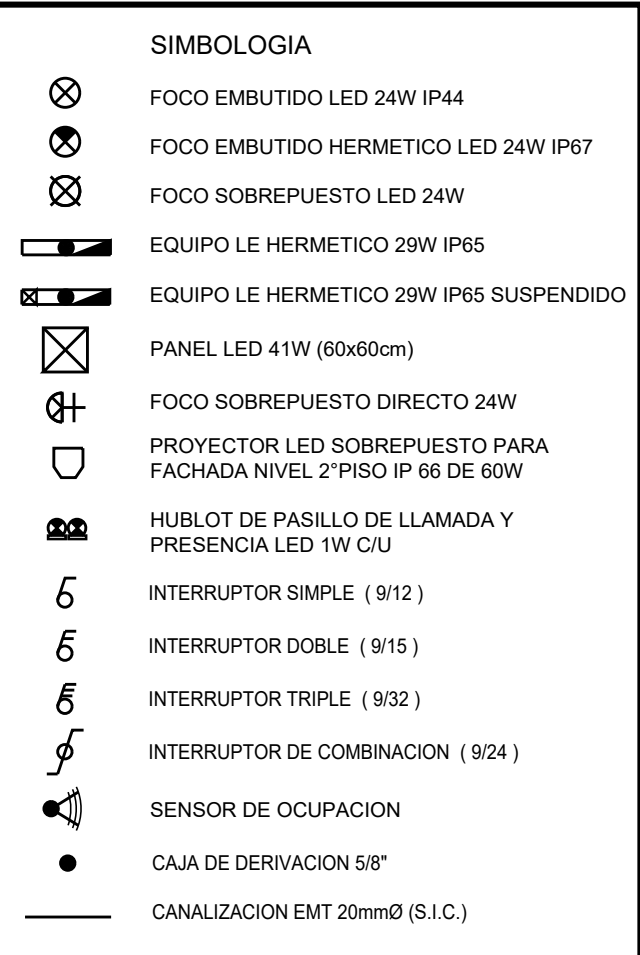 SIMBOLOGIA
FOCO EMBUTIDO LED 24W IP44
FOCO EMBUTIDO HERMETICO LED 24W IP67
FOCO SOBREPUESTO LED 24W
EQUIPO LE HERMETICO 29W IP65
EQUIPO LE HERMETICO 29W IP65 SUSPENDIDO
PANEL LED 41W (60x60cm)
FOCO SOBREPUESTO DIRECTO 24W
PROYECTOR LED SOBREPUESTO PARA
FACHADA NIVEL 2°PISO IP 66 DE 60W
HUBLOT DE PASILLO DE LLAMADA Y
PRESENCIA LED 1W C/U
INTERRUPTOR SIMPLE ( 9/12 )
INTERRUPTOR DOBLE ( 9/15 )
INTERRUPTOR TRIPLE ( 9/32 )
INTERRUPTOR DE COMBINACION ( 9/24 )
SENSOR DE OCUPACION
CAJA DE DERIVACION 5/8"
CANALIZACION EMT 20mmØ (S.I.C.)